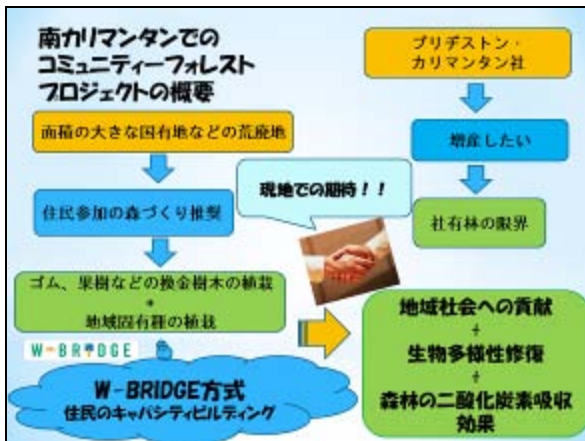 南カリマンタンでの
コミュニティーフォレスト
プロジェクトの概要
面積の大きな国有地などの荒廃地
住民参加の森づくり推奨
ゴム、果樹などの換金樹木の植栽
+
地域固有種の植栽
W-BRIDGE
W-BRIDGE方式
住民のキャパシティビルディング
現地での期待！！
ブリヂストン・
カリマンタン社
増産したい
社有林の限界
地域社会への貢献
+
生物多様性修復
+
森林の二酸化炭素吸収
効果